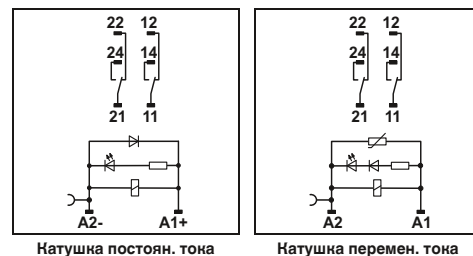 22 12 22 12
24 14 24 14
21 11 21 11
A2- A1+ A2 A1
Катушка постоян. тока Катушка перемен. тока